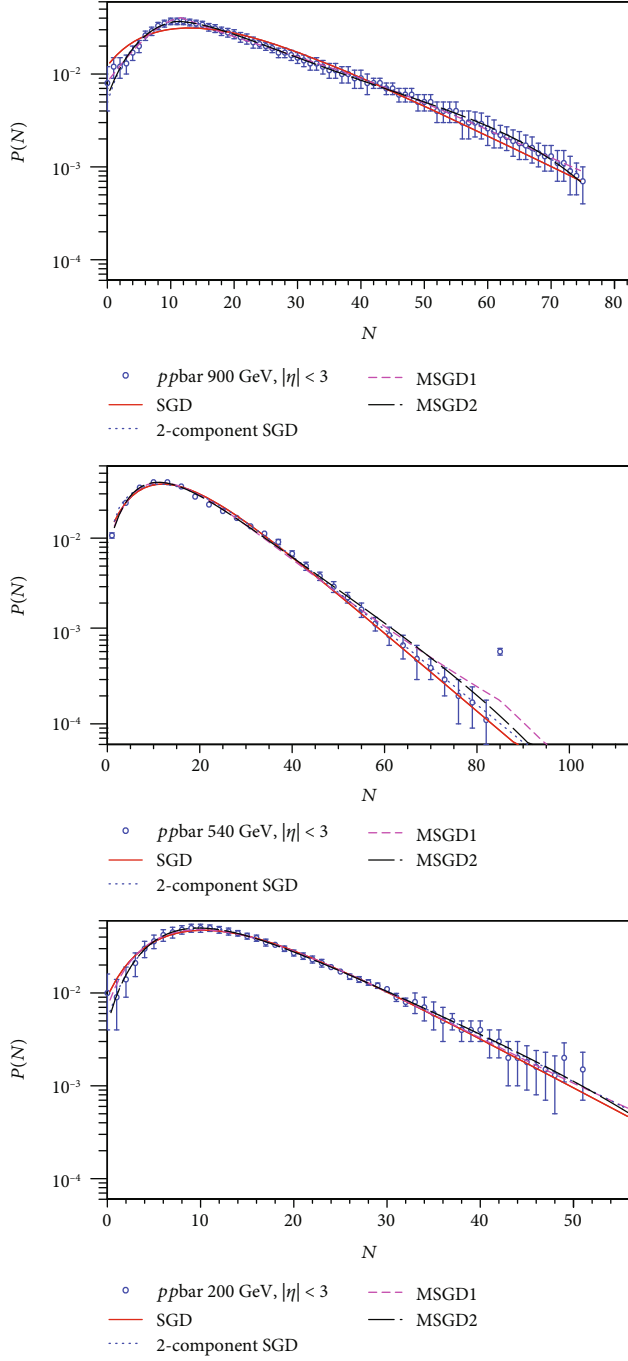 10⁻²
10⁻³
10⁻⁴
P(N)
0 10 20 30 40 50 60 70 80
N
ppbar 900 GeV, |η| < 3 MSGD1
SGD MSGD2
2-component SGD
10⁻²
10⁻³
10⁻⁴
P(N)
0 20 40 60 80 100
N
ppbar 540 GeV, |η| < 3 MSGD1
SGD MSGD2
2-component SGD
10⁻²
10⁻³
10⁻⁴
P(N)
0 10 20 30 40 50
N
ppbar 200 GeV, |η| < 3 MSGD1
SGD MSGD2
2-component SGD